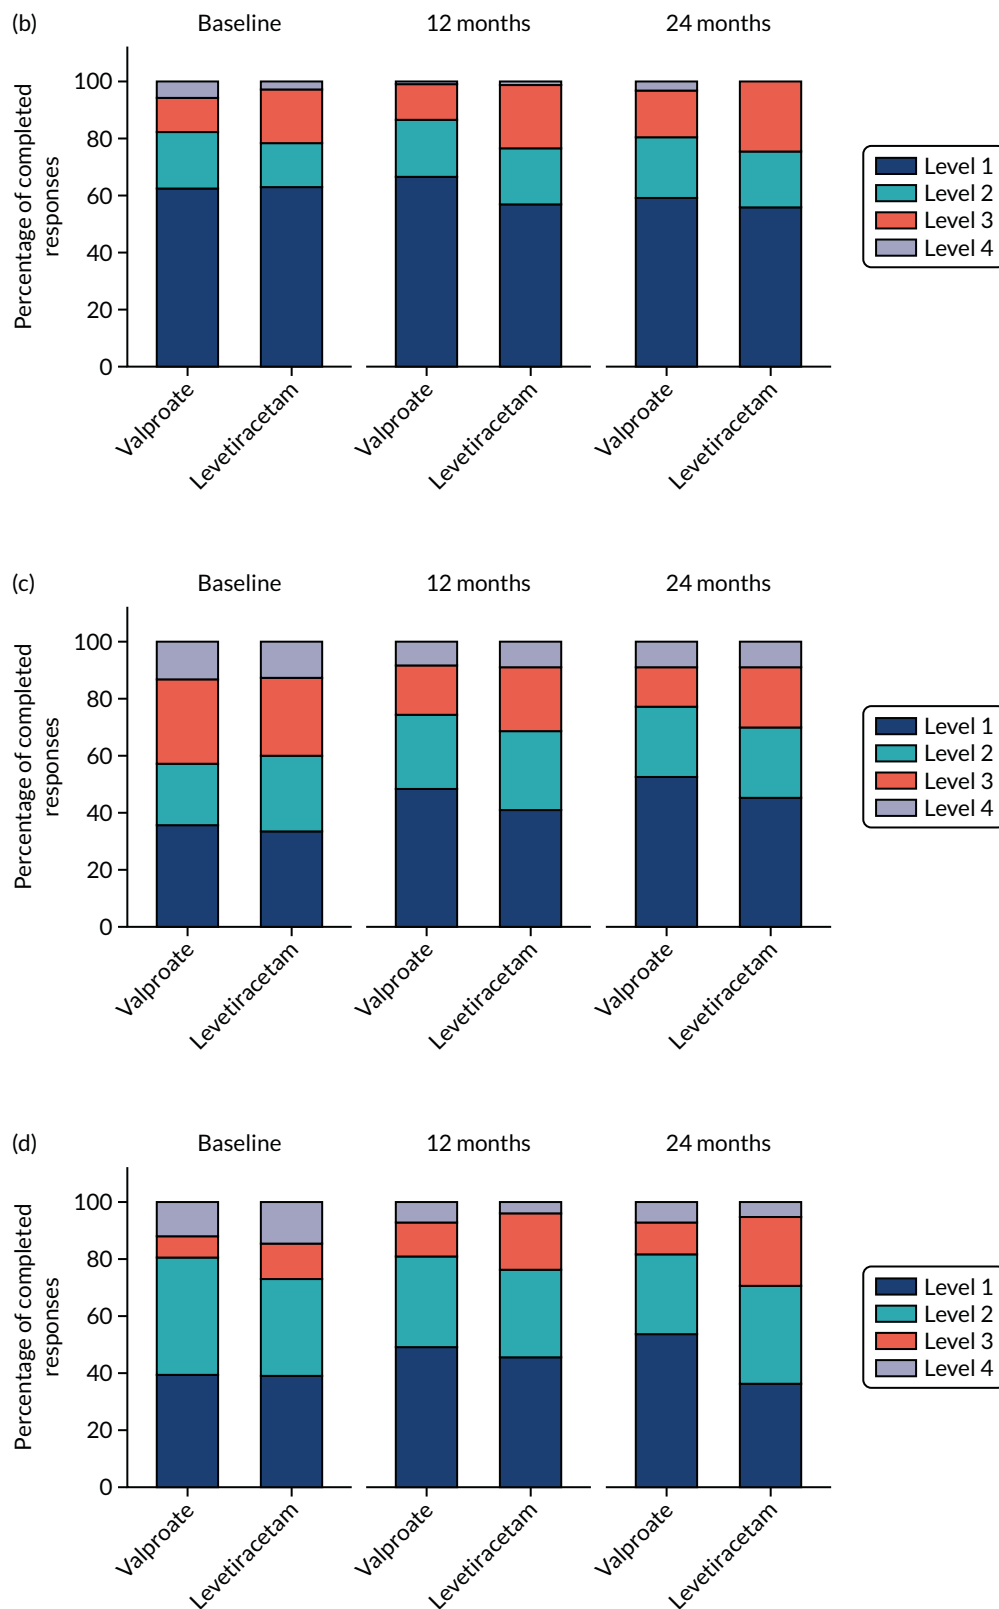 (b)
Baseline
12 months
24 months
Percentage of completed
responses
100
80
60
40
20
0
Valproate
Levetiracetam
Valproate
Levetiracetam
Valproate
Levetiracetam
Level 1
Level 2
Level 3
Level 4
(c)
Baseline
12 months
24 months
Percentage of completed
responses
100
80
60
40
20
0
Valproate
Levetiracetam
Valproate
Levetiracetam
Valproate
Levetiracetam
Level 1
Level 2
Level 3
Level 4
(d)
Baseline
12 months
24 months
Percentage of completed
responses
100
80
60
40
20
0
Valproate
Levetiracetam
Valproate
Levetiracetam
Valproate
Levetiracetam
Level 1
Level 2
Level 3
Level 4